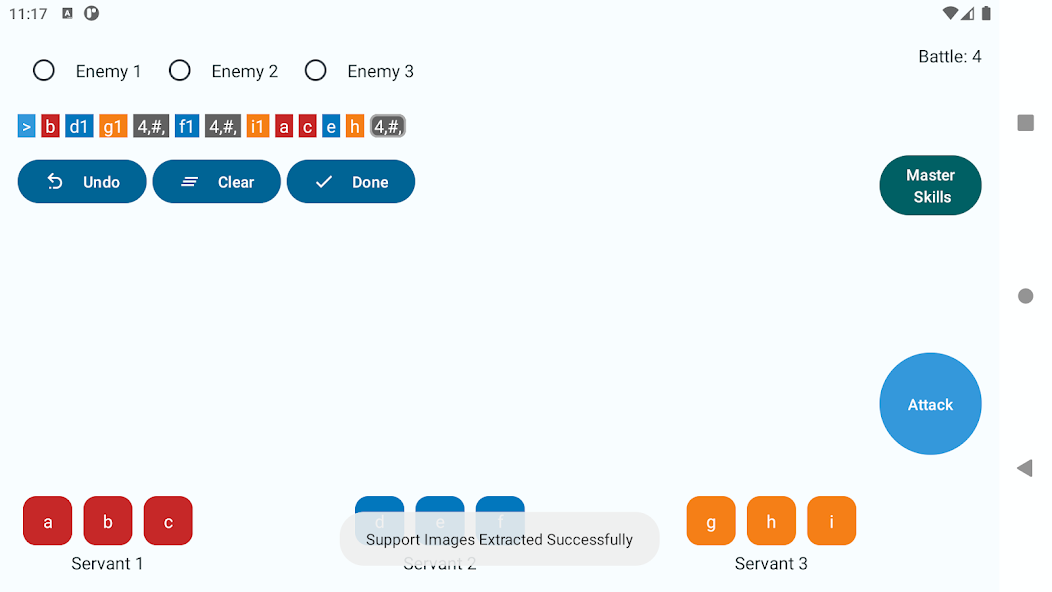 11:17 A
Battle: 4
Enemy 1 Enemy 2 Enemy 3
> b d1 g1 4,#, f1 4,#, i1 a c e h 4,#,
Undo Clear Done
Master
Skills
Attack
a b c d e f g h i
Support Images Extracted Successfully
Servant 1 Servant 2 Servant 3